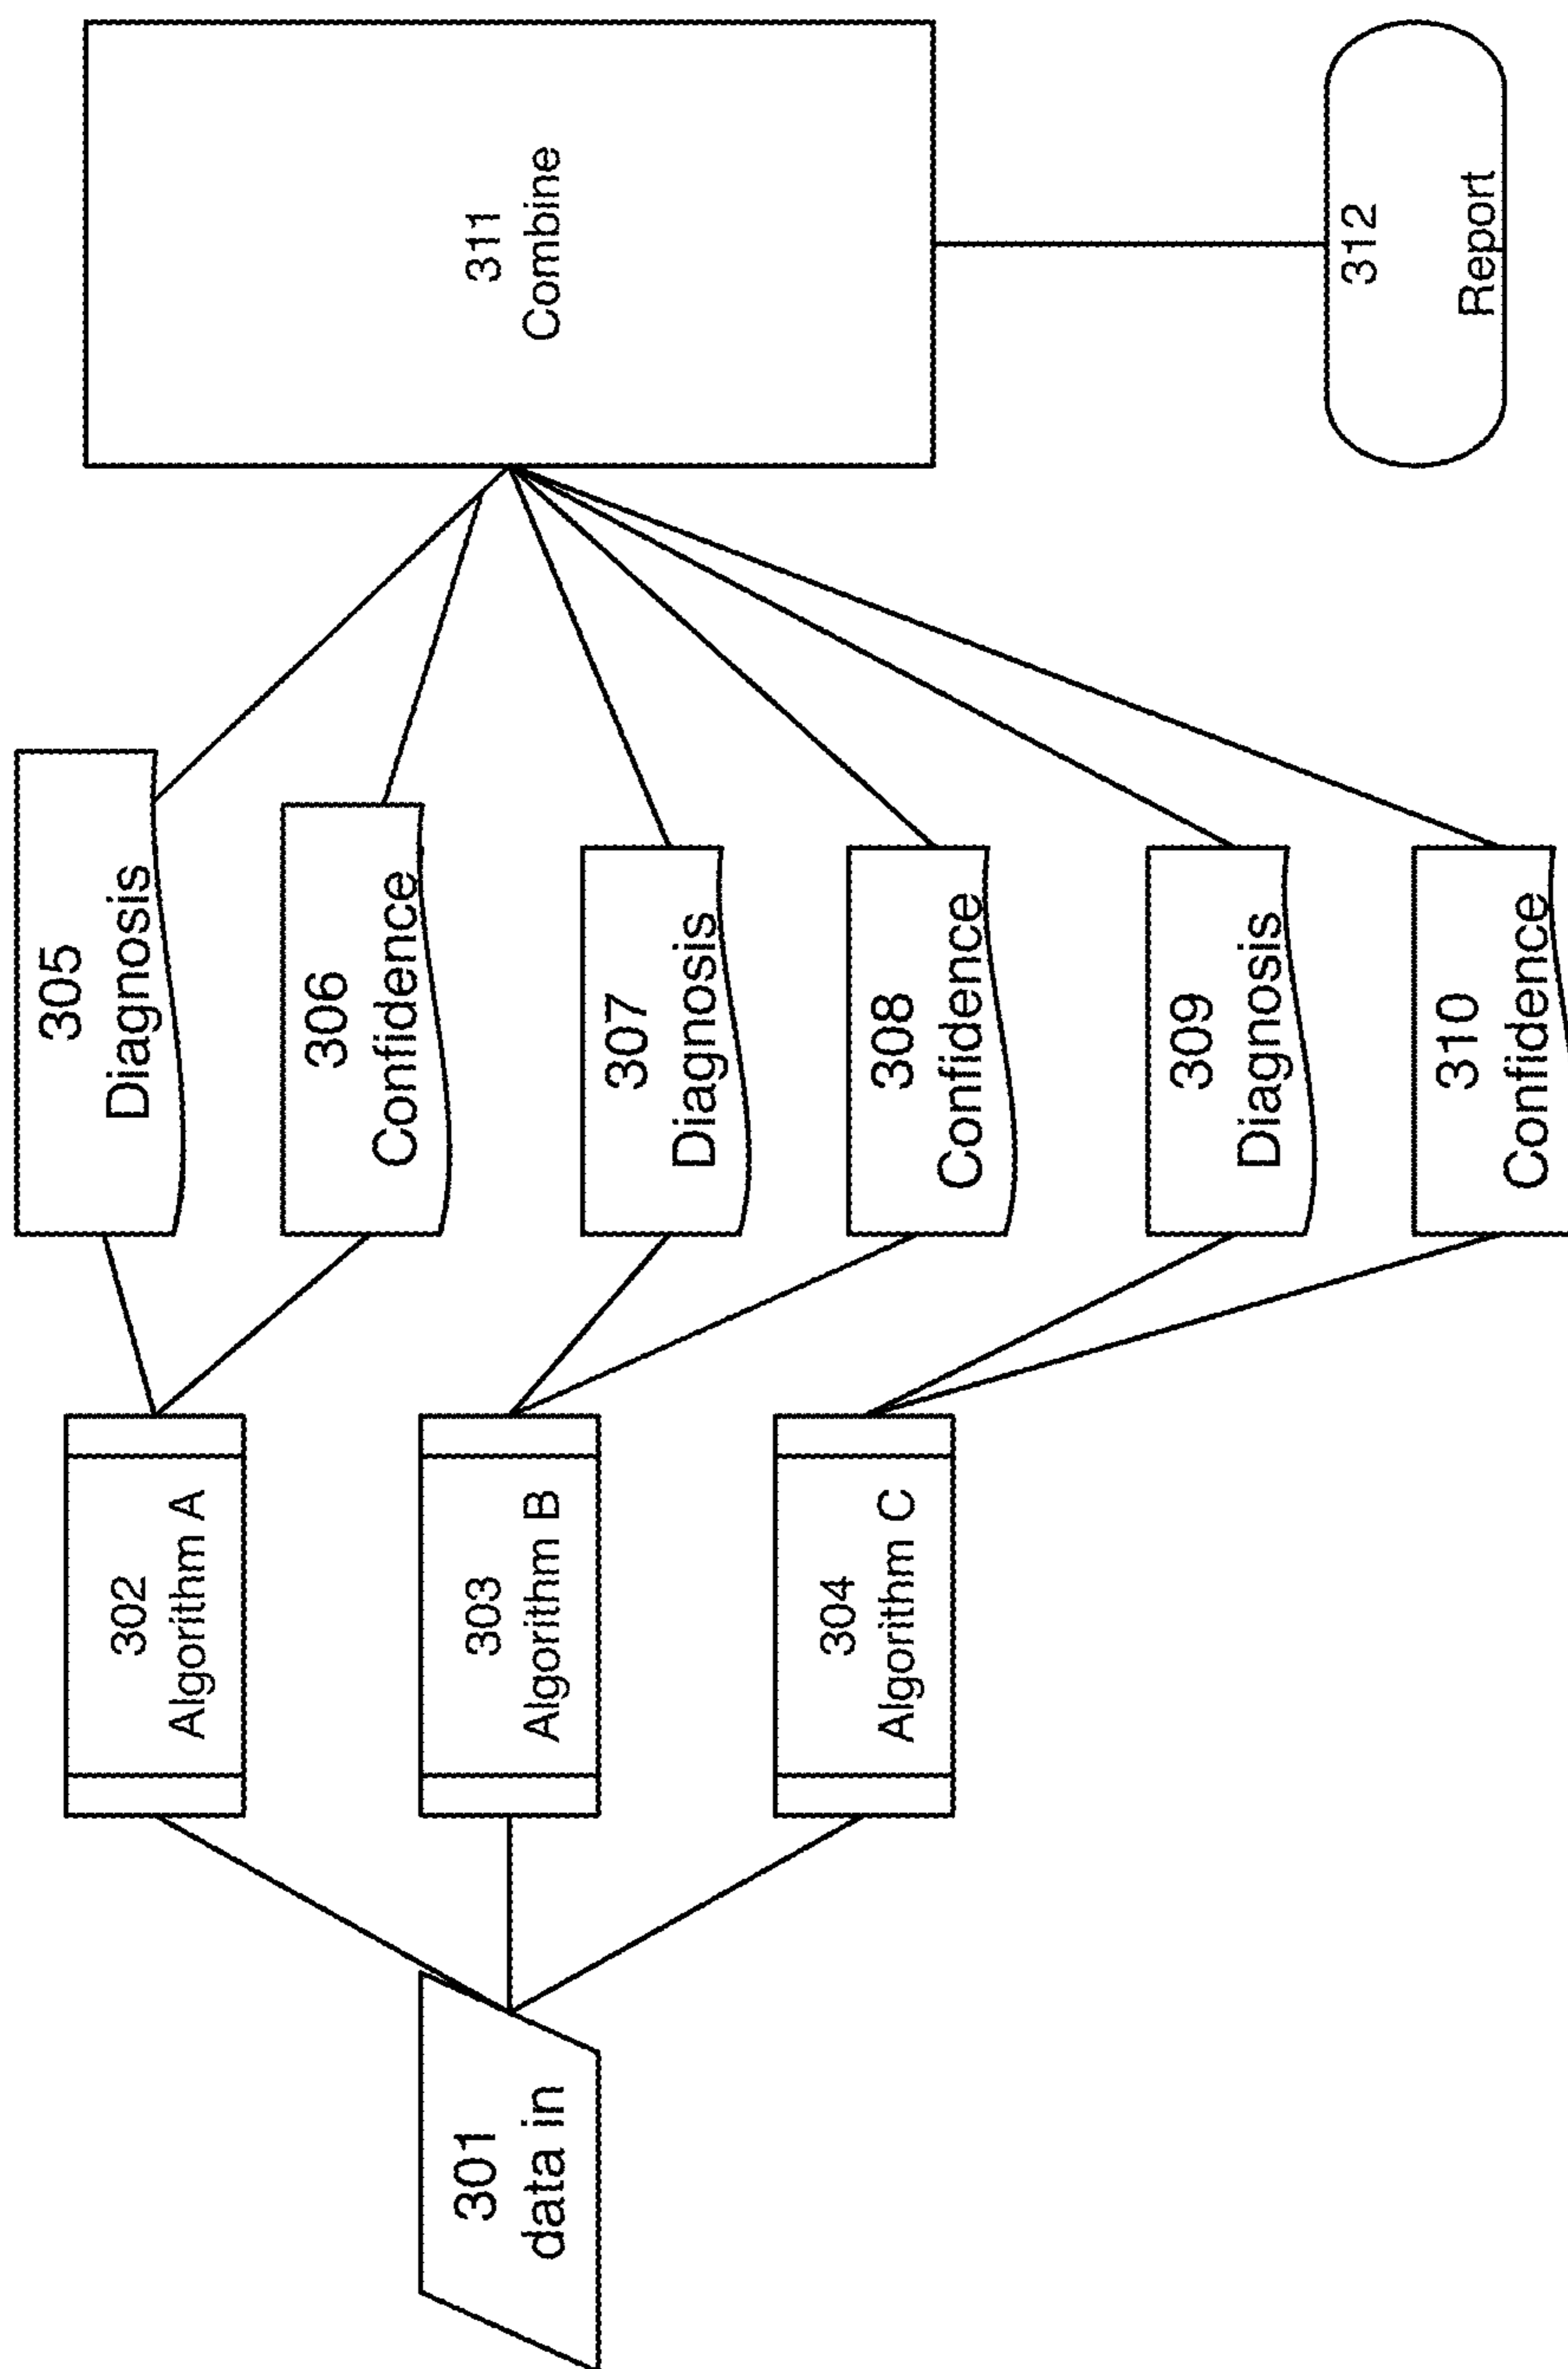 301
data in
302
Algorithm A
303
Algorithm B
304
Algorithm C
305
Diagnosis
306
Confidence
307
Diagnosis
308
Confidence
309
Diagnosis
310
Confidence
311
Combine
312
Report